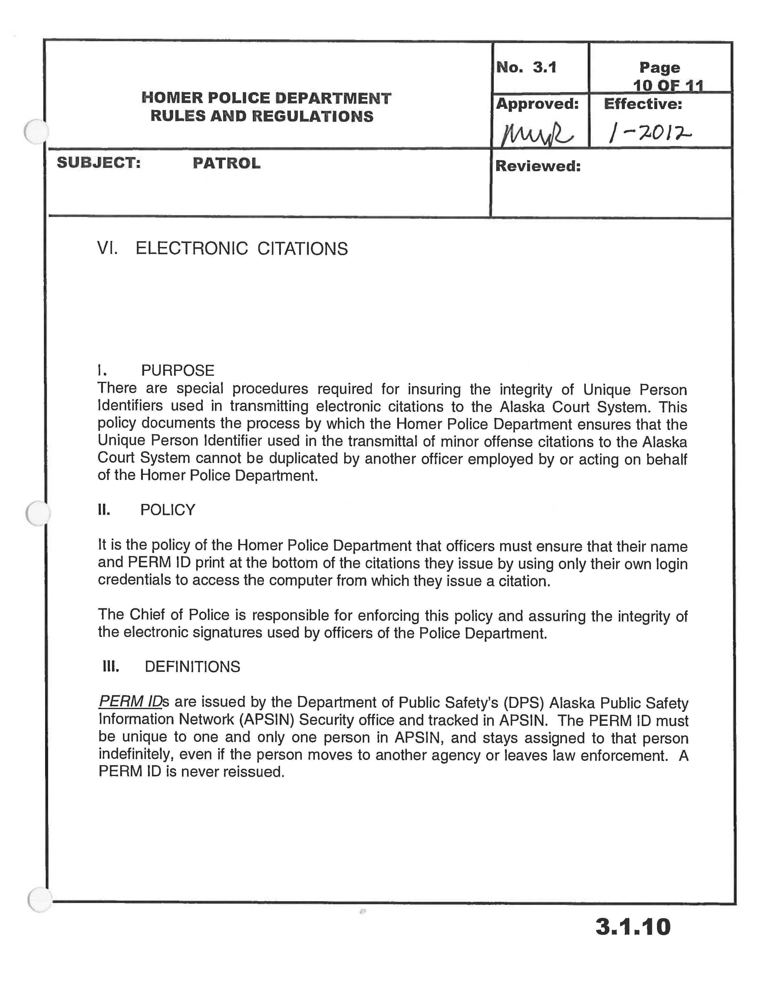 HOMER POLICE DEPARTMENT
RULES AND REGULATIONS
No. 3.1
Page
10 OF 11
Approved:
Effective:
1-2012
SUBJECT: PATROL
Reviewed:
VI. ELECTRONIC CITATIONS
I. PURPOSE
There are special procedures required for insuring the integrity of Unique Person
Identifiers used in transmitting electronic citations to the Alaska Court System. This
policy documents the process by which the Homer Police Department ensures that the
Unique Person Identifier used in the transmittal of minor offense citations to the Alaska
Court System cannot be duplicated by another officer employed by or acting on behalf
of the Homer Police Department.
II. POLICY
It is the policy of the Homer Police Department that officers must ensure that their name
and PERM ID print at the bottom of the citations they issue by using only their own login
credentials to access the computer from which they issue a citation.
The Chief of Police is responsible for enforcing this policy and assuring the integrity of
the electronic signatures used by officers of the Police Department.
III. DEFINITIONS
PERM IDs are issued by the Department of Public Safety's (DPS) Alaska Public Safety
Information Network (APSIN) Security office and tracked in APSIN. The PERM ID must
be unique to one and only one person in APSIN, and stays assigned to that person
indefinitely, even if the person moves to another agency or leaves law enforcement. A
PERM ID is never reissued.
3.1.10